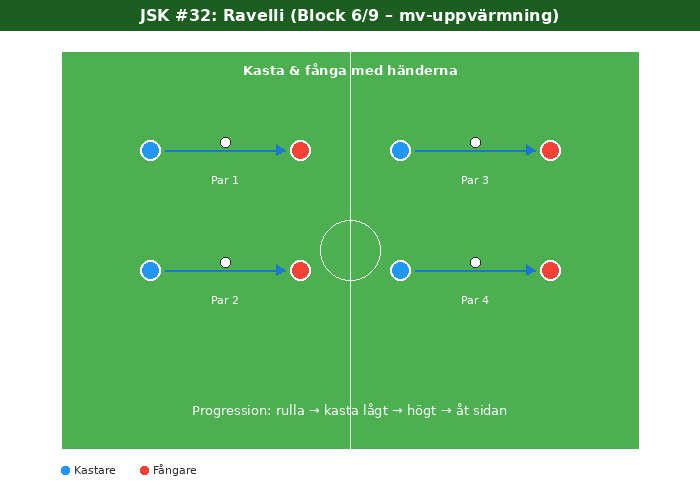 JSK #32: Ravelli (Block 6/9 – mv-uppvärmning)
Kasta & fånga med händerna
Par 1
Par 3
Par 2
Par 4
Progression: rulla → kasta lågt → högt → åt sidan
Kastare
Fångare